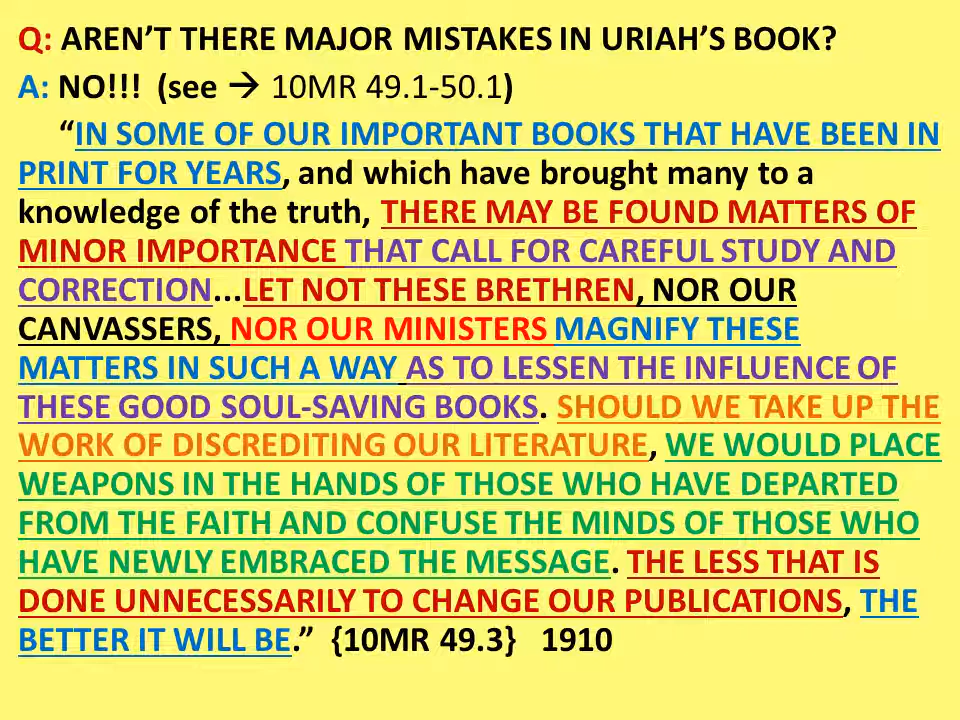 Q: AREN'T THERE MAJOR MISTAKES IN URIAH'S BOOK?
A: NO!!! (see → 10MR 49.1-50.1)
“IN SOME OF OUR IMPORTANT BOOKS THAT HAVE BEEN IN
PRINT FOR YEARS, and which have brought many to a
knowledge of the truth, THERE MAY BE FOUND MATTERS OF
MINOR IMPORTANCE THAT CALL FOR CAREFUL STUDY AND
CORRECTION...LET NOT THESE BRETHREN, NOR OUR
CANVASSERS, NOR OUR MINISTERS MAGNIFY THESE
MATTERS IN SUCH A WAY AS TO LESSEN THE INFLUENCE OF
THESE GOOD SOUL-SAVING BOOKS. SHOULD WE TAKE UP THE
WORK OF DISCREDITING OUR LITERATURE, WE WOULD PLACE
WEAPONS IN THE HANDS OF THOSE WHO HAVE DEPARTED
FROM THE FAITH AND CONFUSE THE MINDS OF THOSE WHO
HAVE NEWLY EMBRACED THE MESSAGE. THE LESS THAT IS
DONE UNNECESSARILY TO CHANGE OUR PUBLICATIONS, THE
BETTER IT WILL BE.” {10MR 49.3} 1910